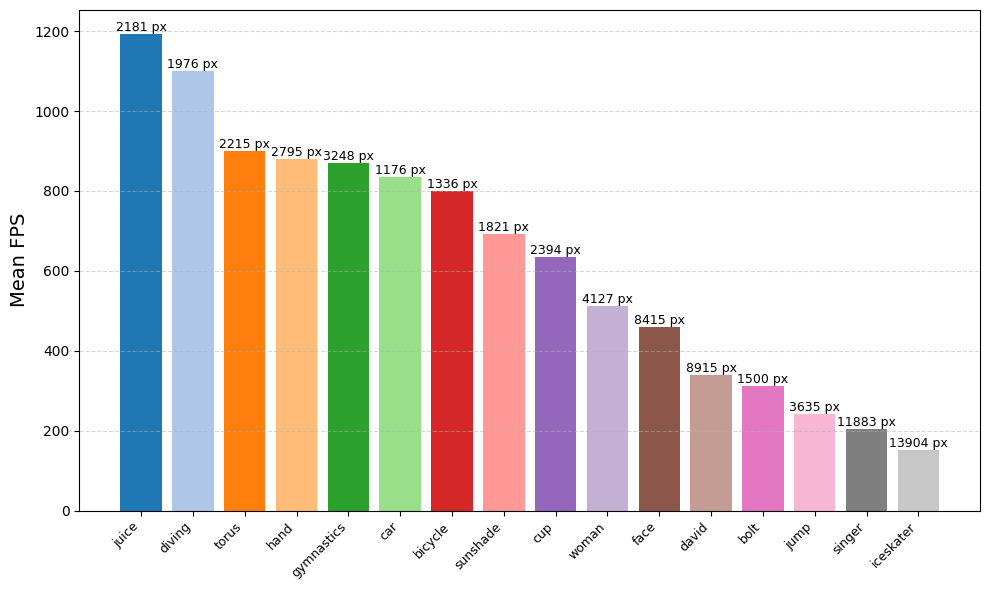 Mean FPS
1200
1000
800
600
400
200
0
2181 px
1976 px
2215 px
2795 px
3248 px
1176 px
1336 px
1821 px
2394 px
4127 px
8415 px
8915 px
1500 px
3635 px
11883 px
13904 px
juice
diving
torus
hand
gymnastics
car
bicycle
sunshade
cup
woman
face
david
bolt
jump
singer
iceskater